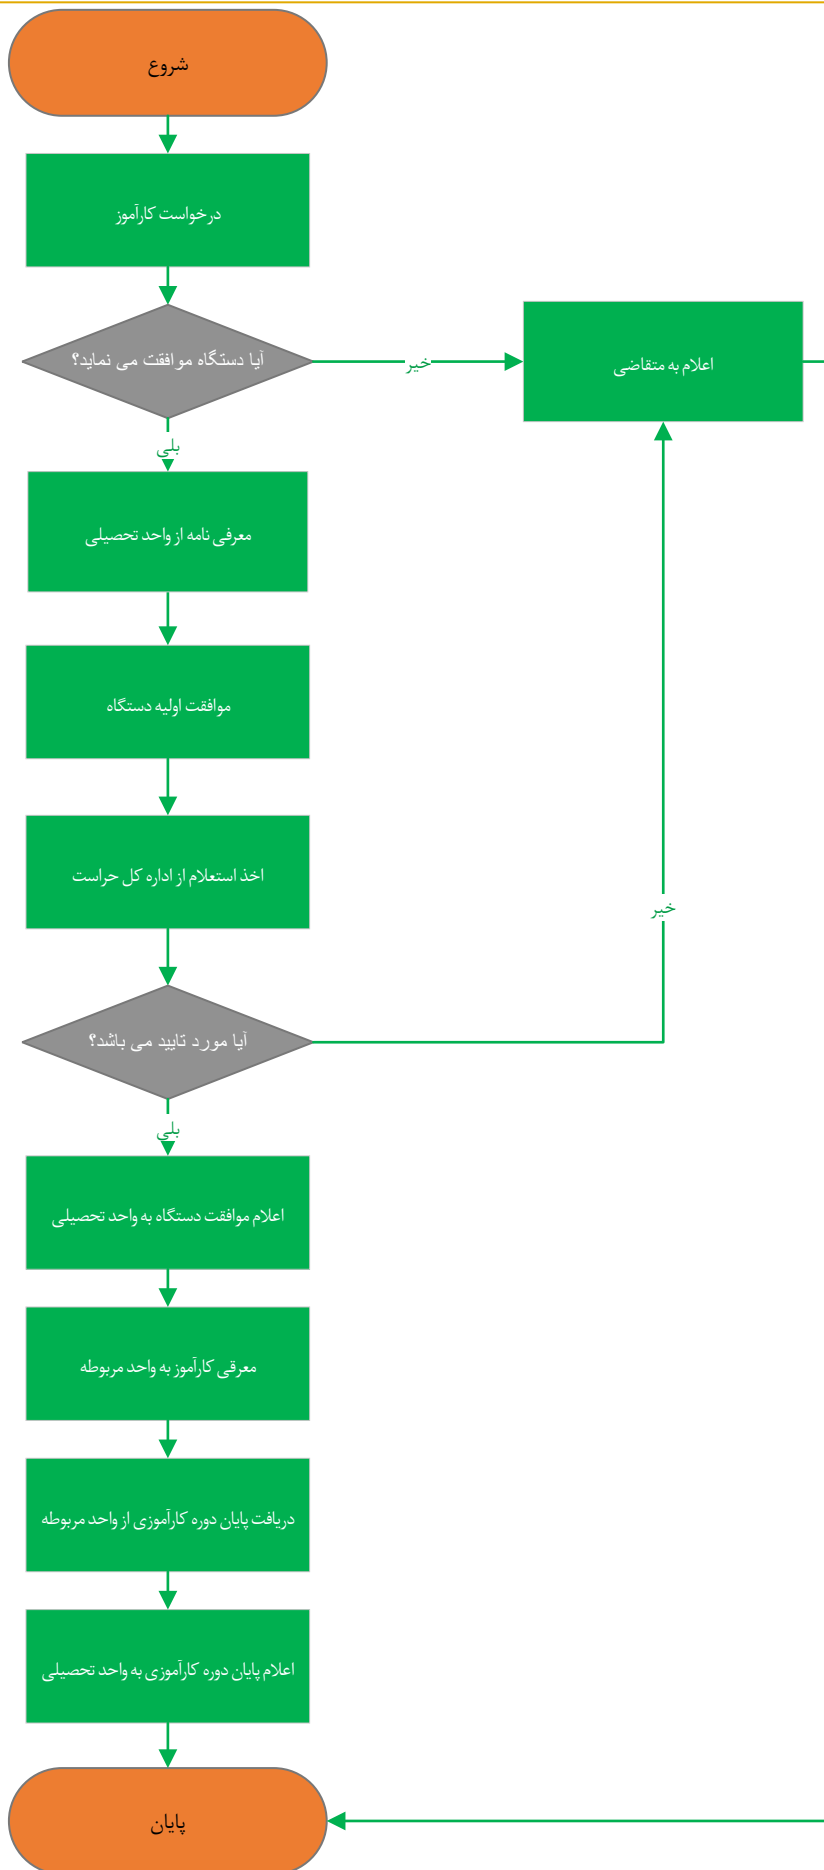 شروع
درخواست کارآموز
آیا دستگاه موافقت می نماید؟
خیر
اعلام به متقاضی
بلی
معرفی نامه از واحد تحصیلی
موافقت اولیه دستگاه
اخذ استعلام از اداره کل حراست
خیر
آیا مورد تایید می باشد؟
بلی
اعلام موافقت دستگاه به واحد تحصیلی
معرقی کارآموز به واحد مربوطه
دریافت پایان دوره کارآموزی از واحد مربوطه
اعلام پایان دوره کارآموزی به واحد تحصیلی
پایان